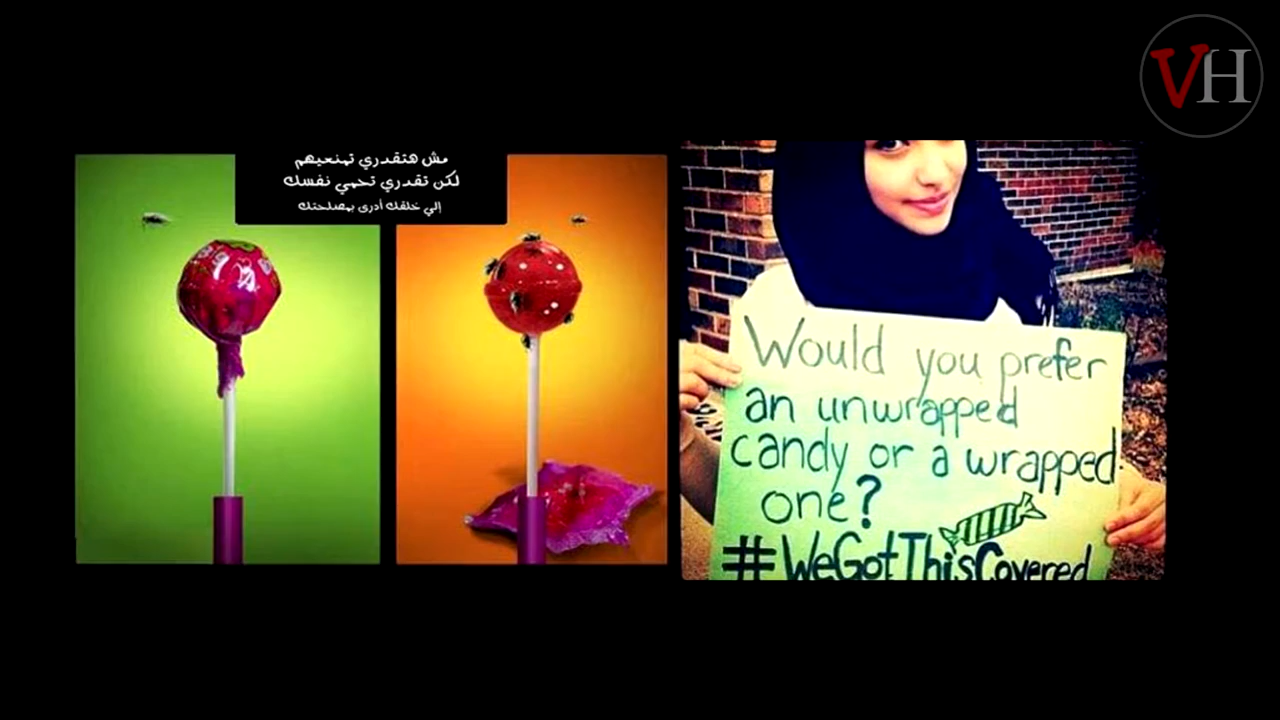 مش هتقدري تمنعيهم
لكن تقدري تحمي نفسك
إلي خلقك أدرى بمصلحتك
VH
Would you prefer
an unwrapped
candy or a wrapped
one?
#WeGotThisCovered